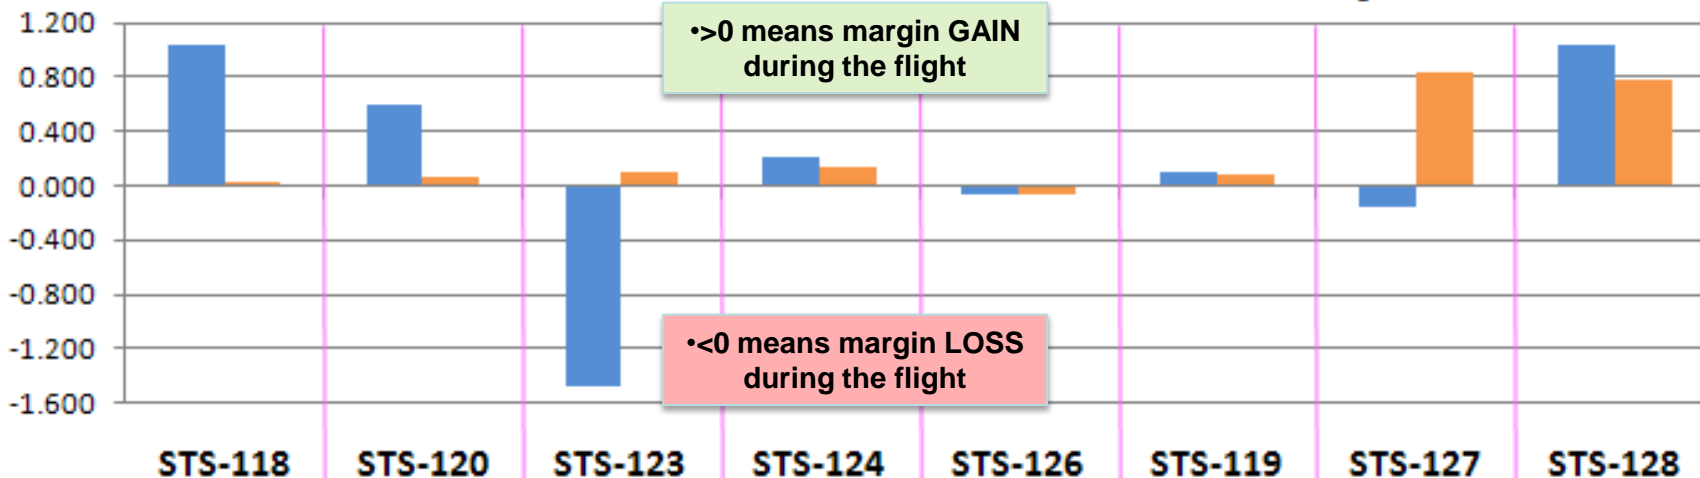 1.200
•>0 means margin GAIN
during the flight
0.800
0.400
0.000
-0.400
-0.800
-1.200
•<0 means margin LOSS
during the flight
-1.600
STS-118 STS-120 STS-123 STS-124 STS-126 STS-119 STS-127 STS-128